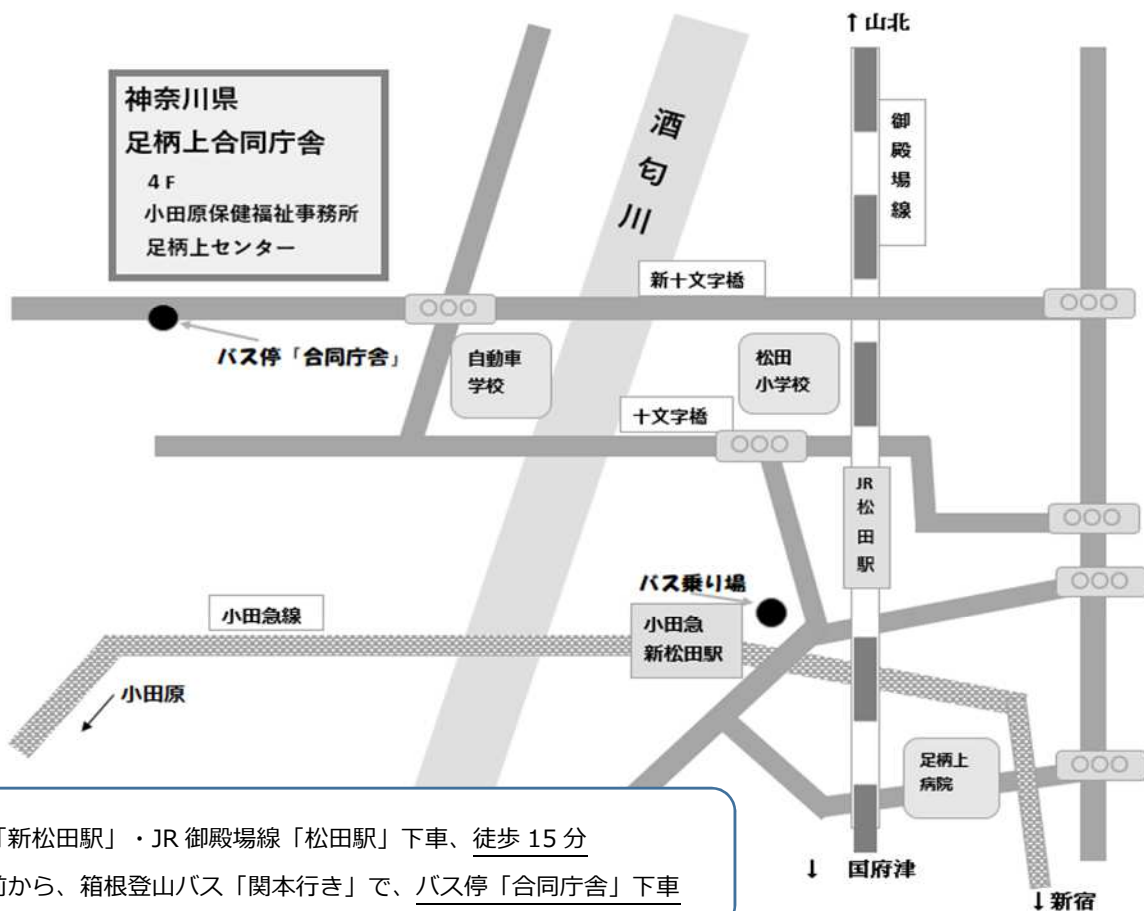 ↑山北
神奈川県
足柄上合同庁舎
4F
小田原保健福祉事務所
足柄上センター
酒匂川
御殿場線
新十文字橋
バス停「合同庁舎」
自動車
学校
松田
小学校
十文字橋
JR松田駅
バス乗り場
小田急線
小田急
新松田駅
小田原
足柄上
病院
「新松田駅」・JR 御殿場線「松田駅」下車、徒歩 15 分
前から、箱根登山バス「関本行き」で、バス停「合同庁舎」下車
↓ 国府津
↓新宿